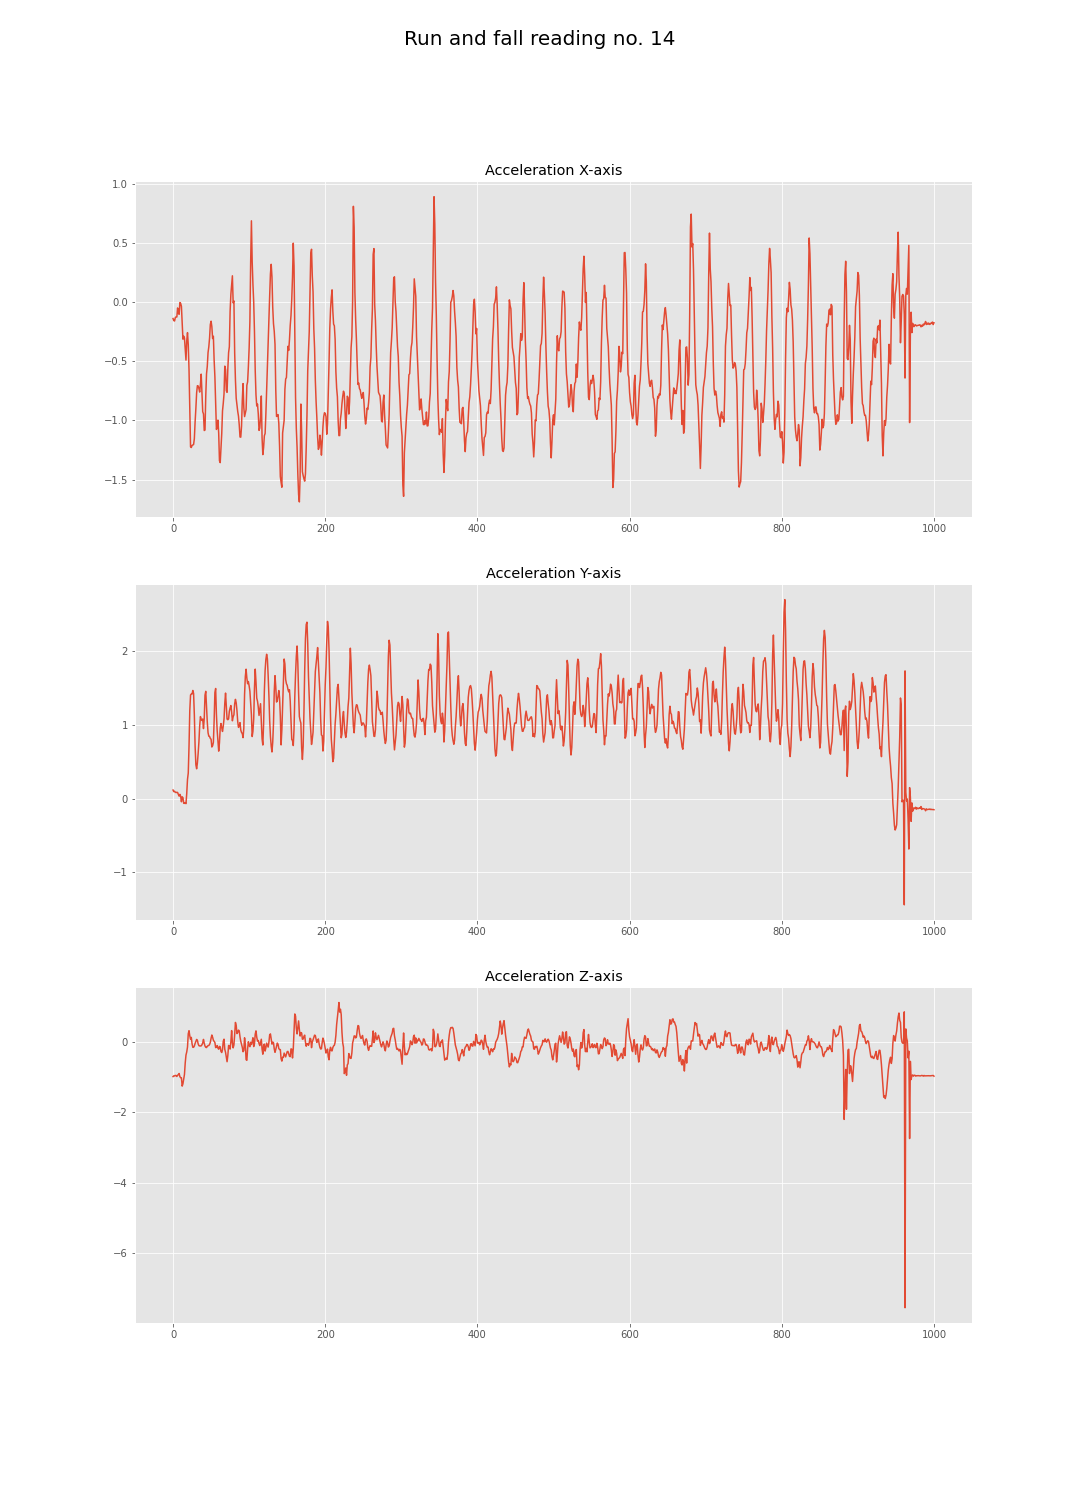 Run and fall reading no. 14
Acceleration X-axis
1.0
0.5
0.0
−0.5
−1.0
−1.5
0 200 400 600 800 1000
Acceleration Y-axis
2
1
0
−1
0 200 400 600 800 1000
Acceleration Z-axis
0
−2
−4
−6
0 200 400 600 800 1000